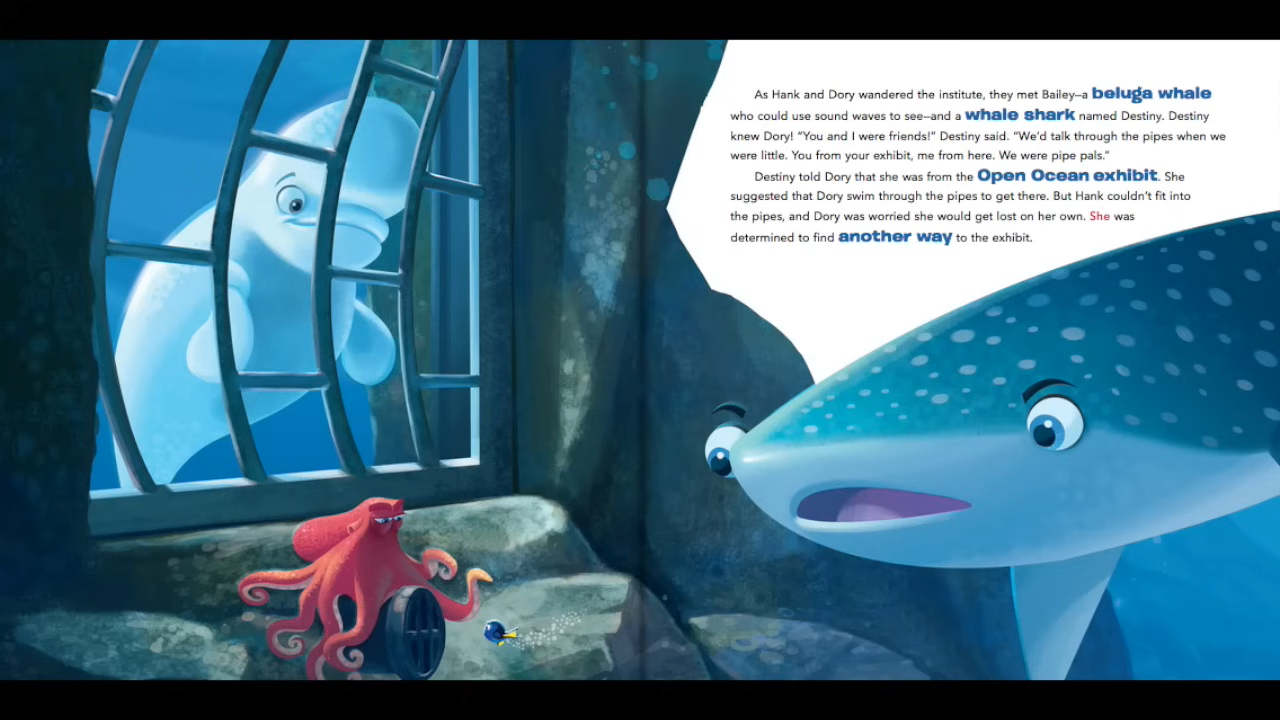 As Hank and Dory wandered the institute, they met Bailey—a beluga whale
who could use sound waves to see—and a whale shark named Destiny. Destiny
knew Dory! "You and I were friends!" Destiny said. "We'd talk through the pipes when we
were little. You from your exhibit, me from here. We were pipe pals."
Destiny told Dory that she was from the Open Ocean exhibit. She
suggested that Dory swim through the pipes to get there. But Hank couldn't fit into
the pipes, and Dory was worried she would get lost on her own. She was
determined to find another way to the exhibit.